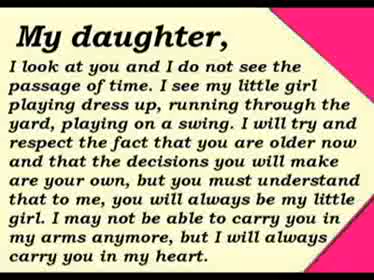 My daughter,
I look at you and I do not see the
passage of time. I see my little girl
playing dress up, running through the
yard, playing on a swing. I will try and
respect the fact that you are older now
and that the decisions you will make
are your own, but you must understand
that to me, you will always be my little
girl. I may not be able to carry you in
my arms anymore, but I will always
carry you in my heart.